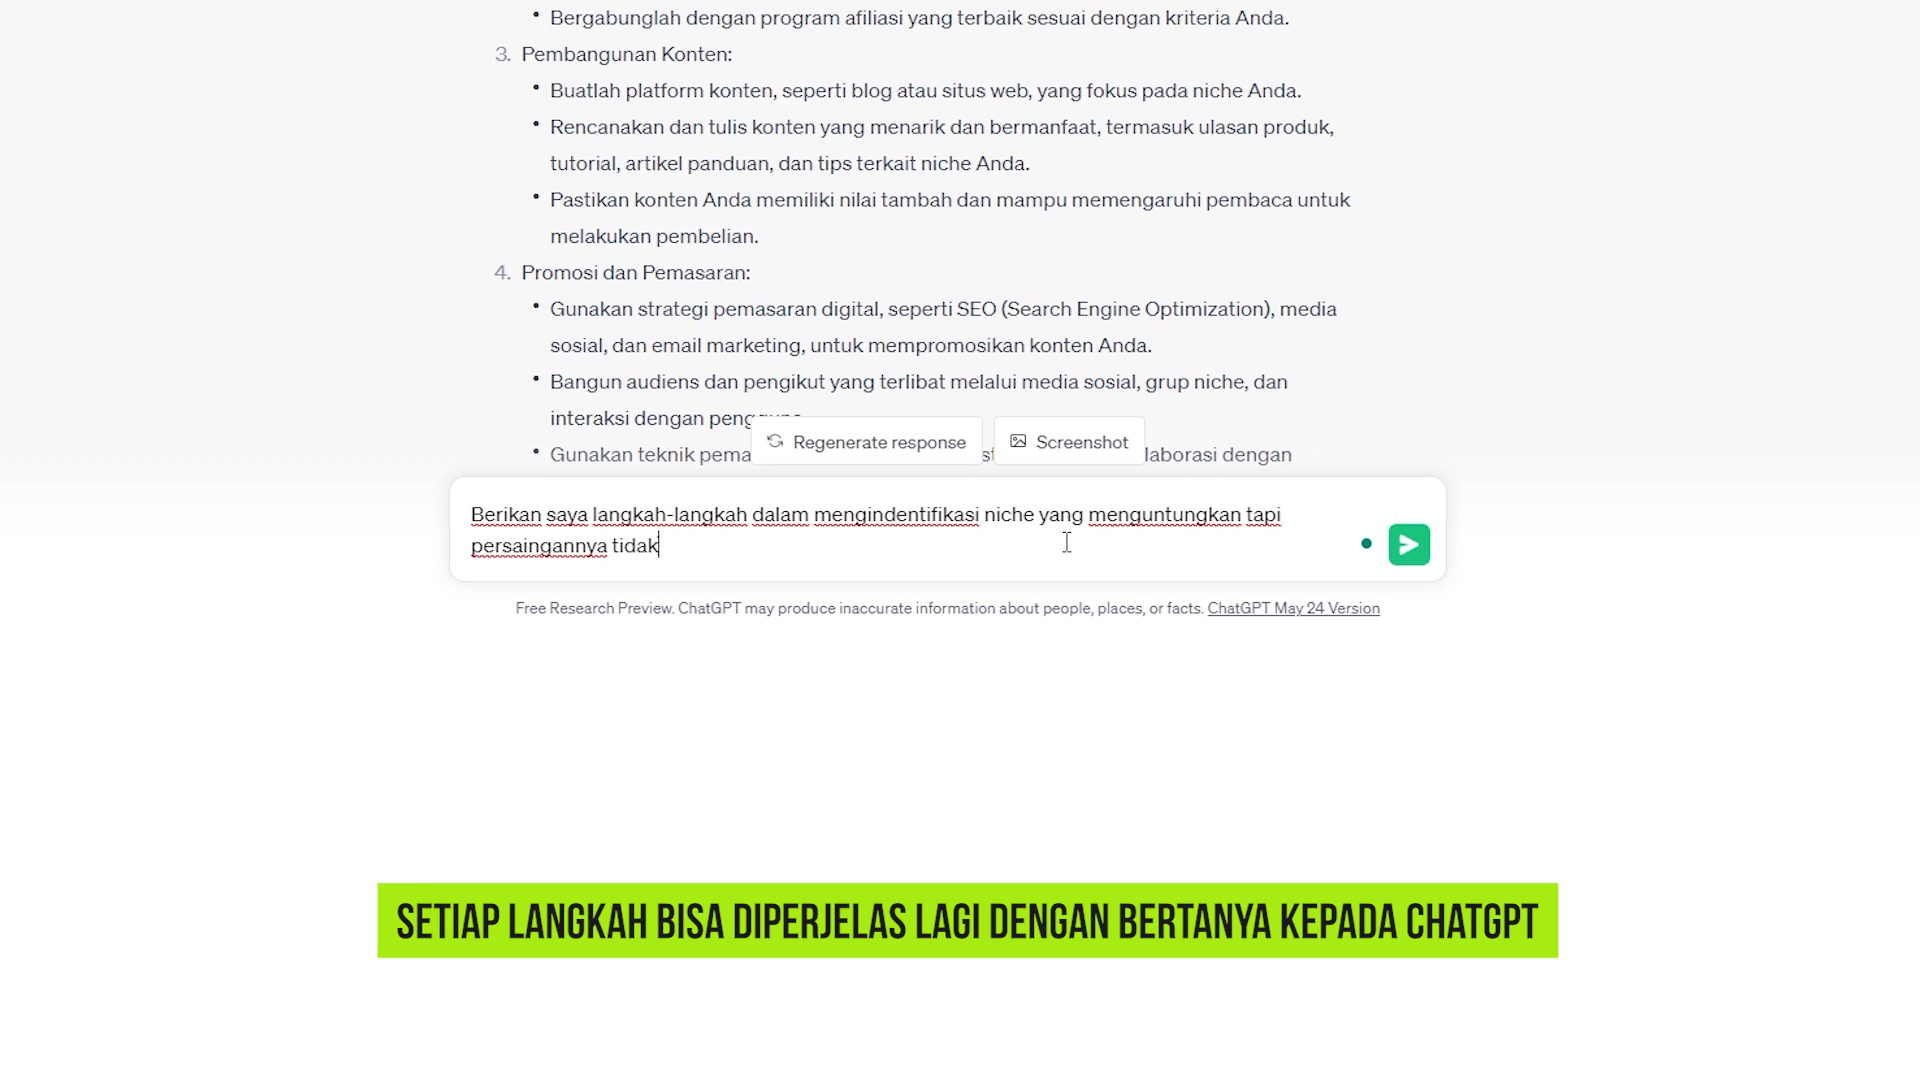 • Bergabunglah dengan program afiliasi yang terbaik sesuai dengan kriteria Anda.
3. Pembangunan Konten:
• Buatlah platform konten, seperti blog atau situs web, yang fokus pada niche Anda.
• Rencanakan dan tulis konten yang menarik dan bermanfaat, termasuk ulasan produk,
tutorial, artikel panduan, dan tips terkait niche Anda.
• Pastikan konten Anda memiliki nilai tambah dan mampu memengaruhi pembaca untuk
melakukan pembelian.
4. Promosi dan Pemasaran:
• Gunakan strategi pemasaran digital, seperti SEO (Search Engine Optimization), media
sosial, dan email marketing, untuk mempromosikan konten Anda.
• Bangun audiens dan pengikut yang terlibat melalui media sosial, grup niche, dan
interaksi dengan
Regenerate response
Screenshot
• Gunakan teknik dengan
Berikan saya langkah-langkah dalam mengindentifikasi niche yang menguntungkan tapi
persaingannya tidak
Free Research Preview. ChatGPT may produce inaccurate information about people, places, or facts. ChatGPT May 24 Version
SETIAP LANGKAH BISA DIPERJELAS LAGI DENGAN BERTANYA KEPADA CHATGPT